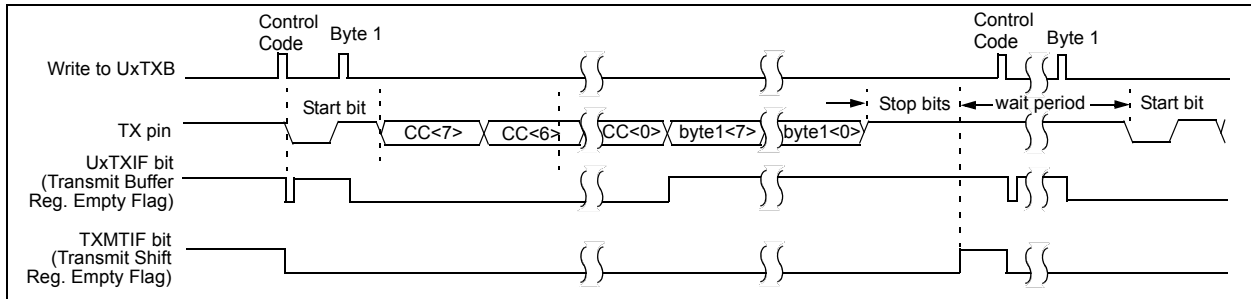 Control
Code
Byte 1
Control
Code
Byte 1
Write to UxTXB
Start bit
Stop bits
wait period
Start bit
TX pin
CC<7>
CC<6>
CC<0>
byte1<7>
byte1<0>
UxTXIF bit
(Transmit Buffer
Reg. Empty Flag)
TXMTIF bit
(Transmit Shift
Reg. Empty Flag)